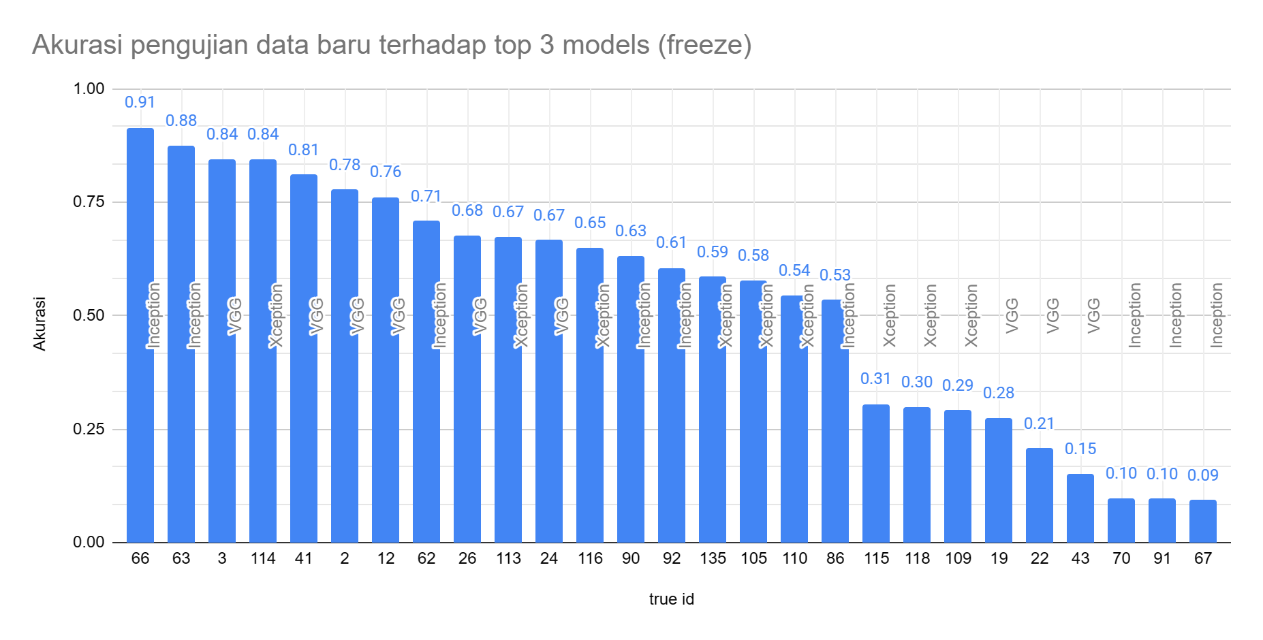 Akurasi pengujian data baru terhadap top 3 models (freeze)
1.00
0.75
0.50
0.25
0.00
Akurasi
0.91 0.88 0.84 0.84 0.81 0.78 0.76 0.71 0.68 0.67 0.67 0.65 0.63 0.61 0.59 0.58 0.54 0.53 0.31 0.30 0.29 0.28 0.21 0.15 0.10 0.10 0.09
Inception Inception VGG Xception VGG VGG VGG Inception VGG Xception VGG Xception Inception Inception Xception Xception Xception Inception Xception Xception Xception VGG VGG VGG Inception Inception Inception
66 63 3 114 41 2 12 62 26 113 24 116 90 92 135 105 110 86 115 118 109 19 22 43 70 91 67
true id